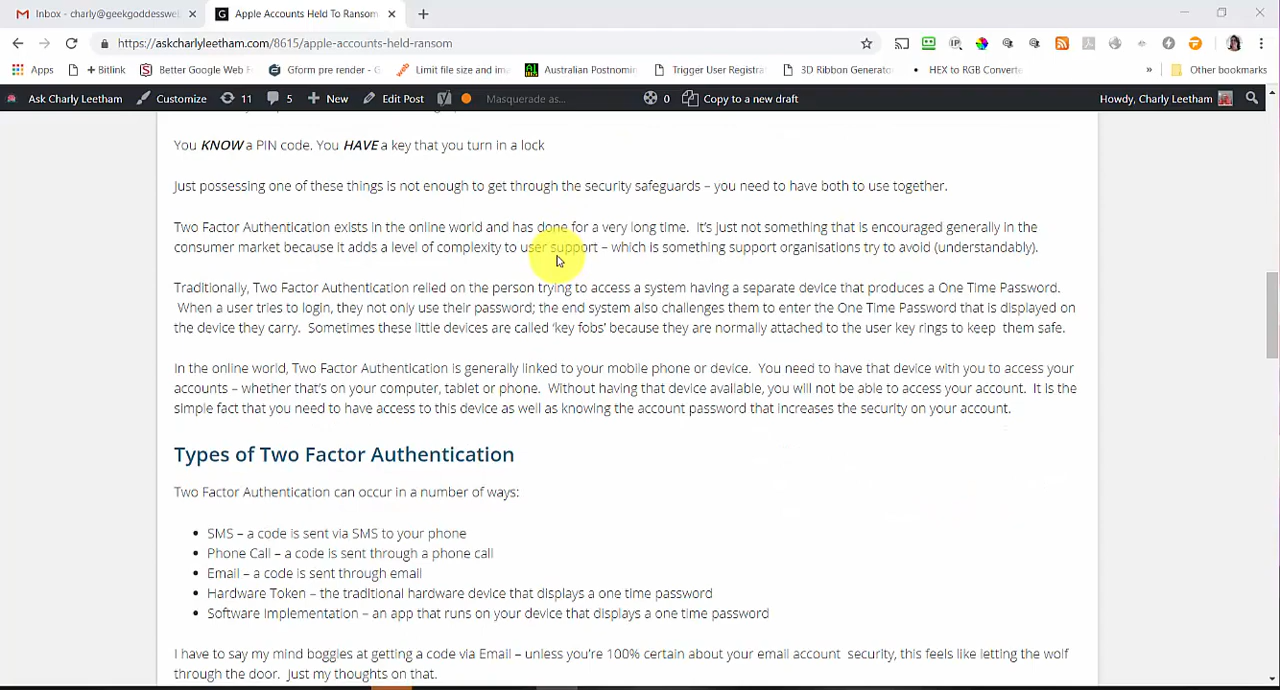 Inbox - charly@geekgoddesswe
Apple Accounts Held To Ransom
https://askcharlyleetham.com/8615/apple-accounts-held-ransom
Apps
+ Bitlink
Better Google Web F
Gform pre render - G
Limit file size and ima
Australian Postnomin
Trigger User Registra
3D Ribbon Generator
HEX to RGB Converte
Other bookmarks
Ask Charly Leetham
Customize
11
5
New
Edit Post
Masquerade as...
0
Copy to a new draft
Howdy, Charly Leetham
You KNOW a PIN code. You HAVE a key that you turn in a lock
Just possessing one of these things is not enough to get through the security safeguards – you need to have both to use together.
Two Factor Authentication exists in the online world and has done for a very long time.  It's just not something that is encouraged generally in the
consumer market because it adds a level of complexity to user support – which is something support organisations try to avoid (understandably).
Traditionally, Two Factor Authentication relied on the person trying to access a system having a separate device that produces a One Time Password.
When a user tries to login, they not only use their password; the end system also challenges them to enter the One Time Password that is displayed on
the device they carry.  Sometimes these little devices are called 'key fobs' because they are normally attached to the user key rings to keep  them safe.
In the online world, Two Factor Authentication is generally linked to your mobile phone or device.  You need to have that device with you to access your
accounts – whether that's on your computer, tablet or phone.  Without having that device available, you will not be able to access your account.  It is the
simple fact that you need to have access to this device as well as knowing the account password that increases the security on your account.
Types of Two Factor Authentication
Two Factor Authentication can occur in a number of ways:
SMS – a code is sent via SMS to your phone
Phone Call – a code is sent through a phone call
Email – a code is sent through email
Hardware Token – the traditional hardware device that displays a one time password
Software Implementation – an app that runs on your device that displays a one time password
I have to say my mind boggles at getting a code via Email – unless you're 100% certain about your email account  security, this feels like letting the wolf
through the door.  Just my thoughts on that.